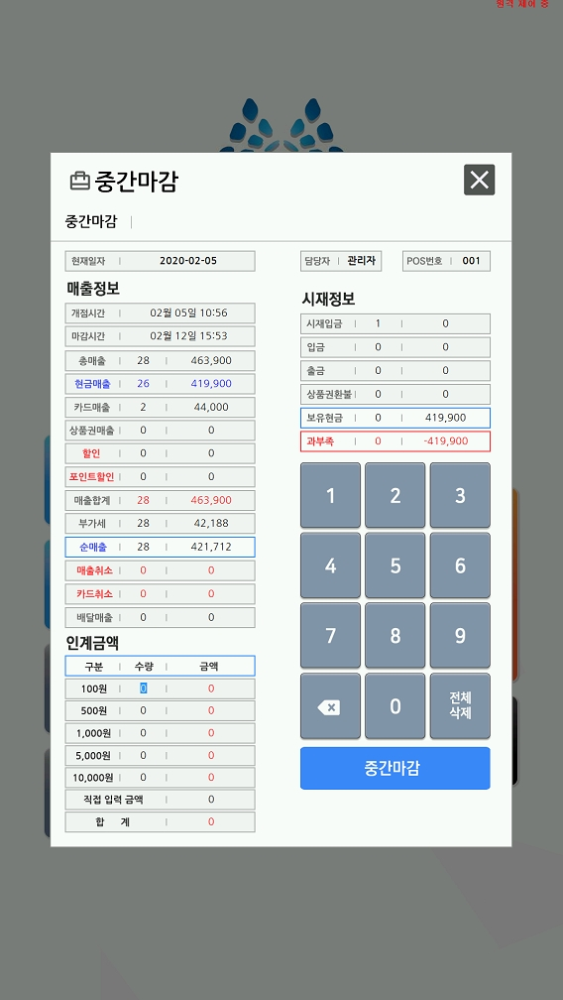 원격 제어 중
중간마감
중간마감 |
현재일자 | 2020-02-05
담당자 | 관리자
POS번호 | 001
매출정보
개점시간 | 02월 05일 10:56
마감시간 | 02월 12일 15:53
총매출 | 28 | 463,900
현금매출 | 26 | 419,900
카드매출 | 2 | 44,000
상품권매출 | 0 | 0
할인 | 0 | 0
포인트할인 | 0 | 0
매출합계 | 28 | 463,900
부가세 | 28 | 42,188
순매출 | 28 | 421,712
매출취소 | 0 | 0
카드취소 | 0 | 0
배달매출 | 0 | 0
인계금액
구분 | 수량 | 금액
100원 | 0 | 0
500원 | 0 | 0
1,000원 | 0 | 0
5,000원 | 0 | 0
10,000원 | 0 | 0
직접 입력 금액 | 0
합 계 | 0
시재정보
시재입금 | 1 | 0
입금 | 0 | 0
출금 | 0 | 0
상품권환불 | 0 | 0
보유현금 | 0 | 419,900
과부족 | 0 | -419,900
1 2 3
4 5 6
7 8 9
0 전체
삭제
중간마감